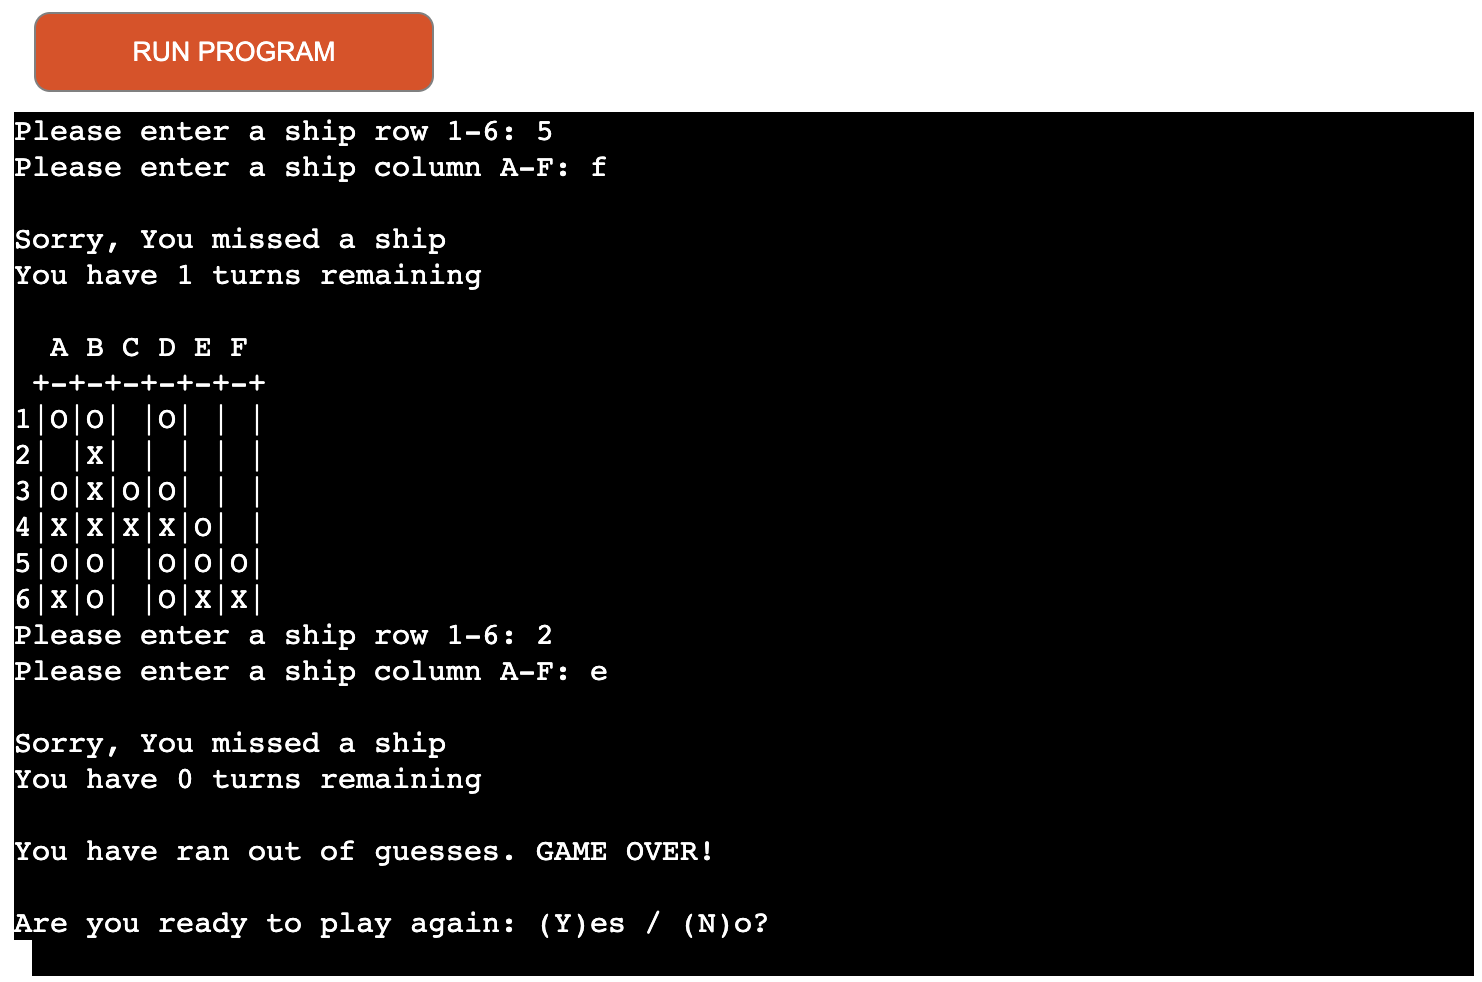 RUN PROGRAM
Please enter a ship row 1-6: 5
Please enter a ship column A-F: f
Sorry, You missed a ship
You have 1 turns remaining
  A B C D E F
 +-+-+-+-+-+-+
1|O|O| |O| | |
2| |X| | | | |
3|O|X|O|O| | |
4|X|X|X|X|O| |
5|O|O| |O|O|O|
6|X|O| |O|X|X|
Please enter a ship row 1-6: 2
Please enter a ship column A-F: e
Sorry, You missed a ship
You have 0 turns remaining
You have ran out of guesses. GAME OVER!
Are you ready to play again: (Y)es / (N)o?